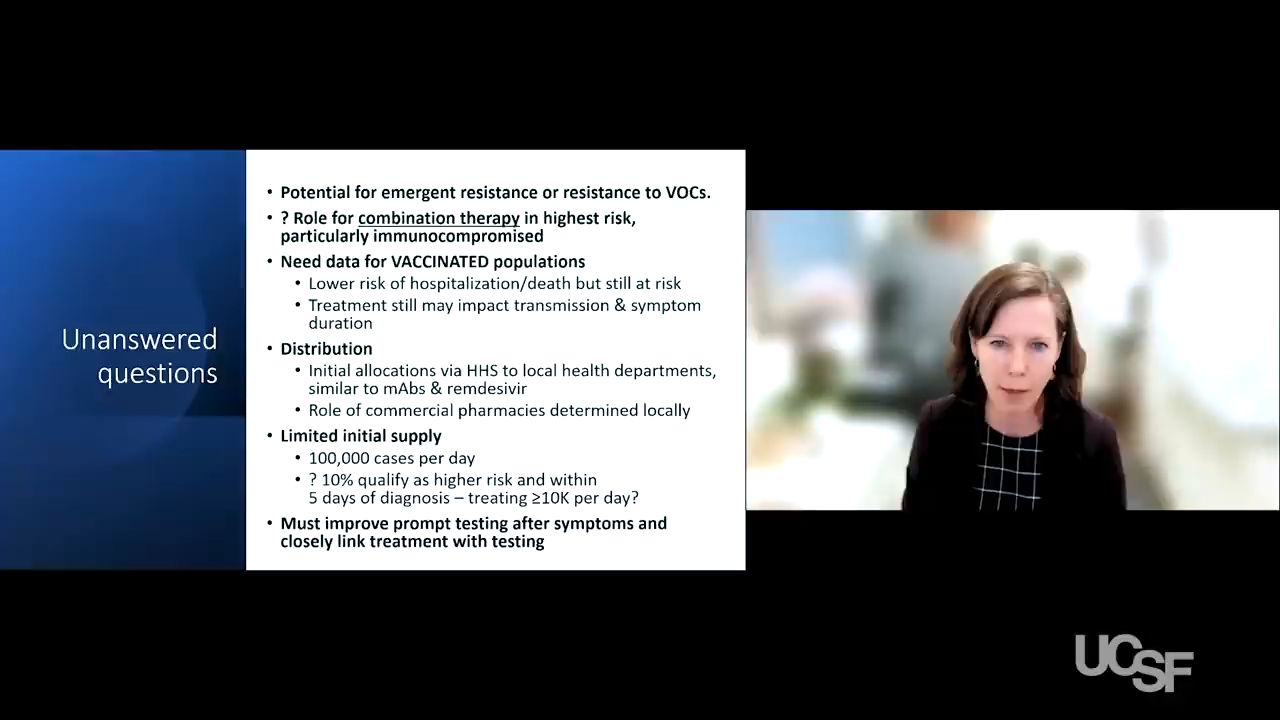 Unanswered
questions
• Potential for emergent resistance or resistance to VOCs.
• ? Role for combination therapy in highest risk,
particularly immunocompromised
• Need data for VACCINATED populations
• Lower risk of hospitalization/death but still at risk
• Treatment still may impact transmission & symptom
duration
• Distribution
• Initial allocations via HHS to local health departments,
similar to mAbs & remdesivir
• Role of commercial pharmacies determined locally
• Limited initial supply
• 100,000 cases per day
• ? 10% qualify as higher risk and within
5 days of diagnosis – treating ≥10K per day?
• Must improve prompt testing after symptoms and
closely link treatment with testing
UCSF